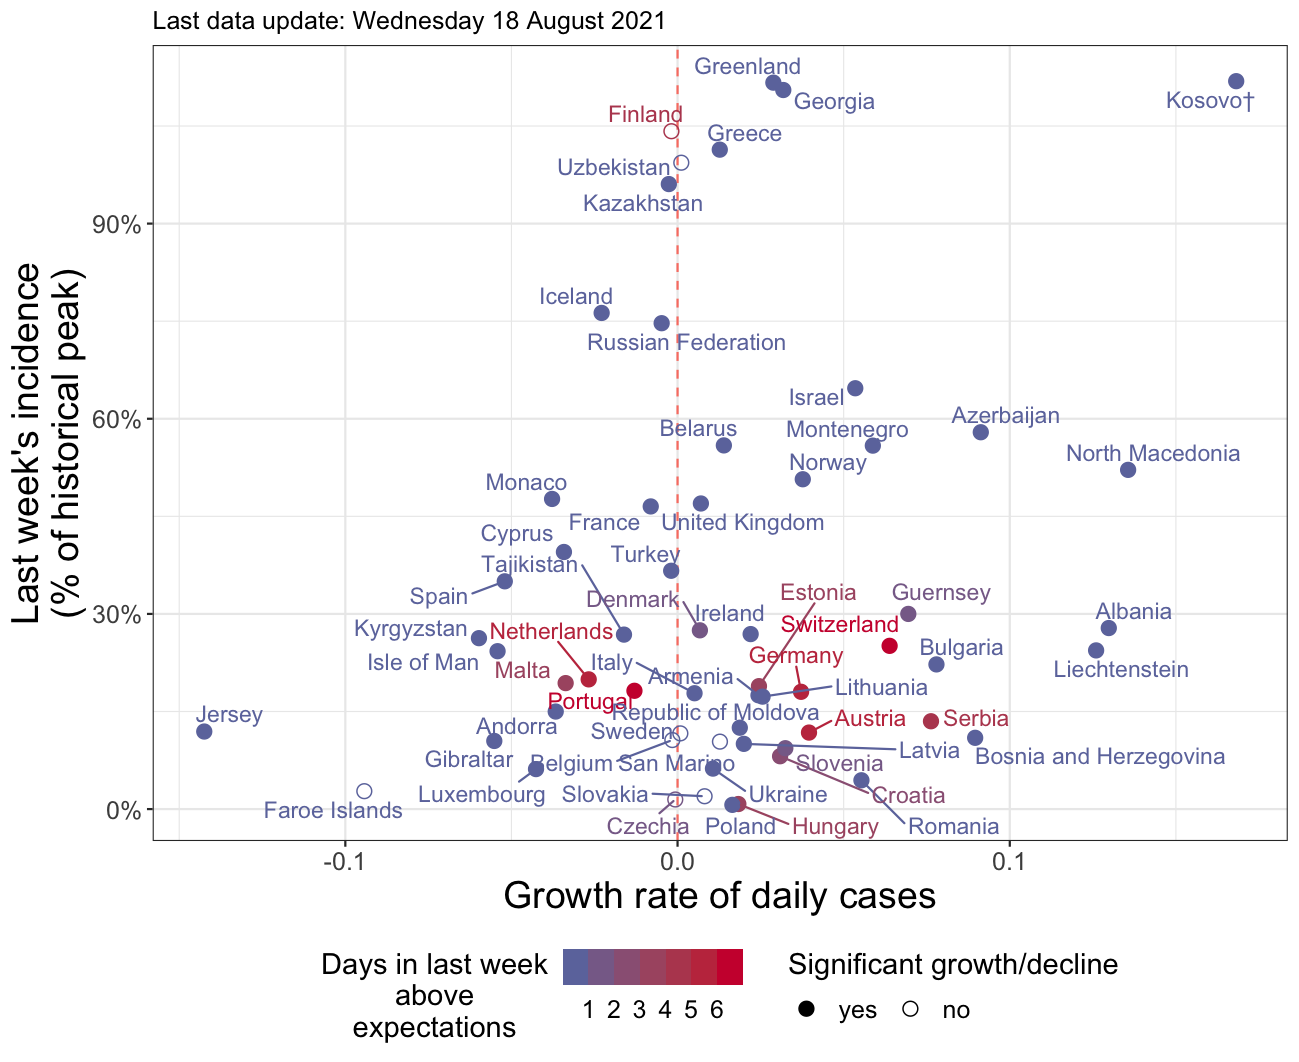 Last data update: Wednesday 18 August 2021
Greenland
Georgia
Kosovo†
Finland
Greece
Uzbekistan
Kazakhstan
90%
Iceland
Russian Federation
Israel
60%
Azerbaijan
Belarus
Montenegro
North Macedonia
Norway
Monaco
France
United Kingdom
Cyprus
Turkey
Tajikistan
Spain
Denmark
Estonia
Guernsey
30%
Ireland
Albania
Kyrgyzstan
Netherlands
Switzerland
Isle of Man
Italy
Germany
Bulgaria
Liechtenstein
Malta
Armenia
Lithuania
Portugal
Republic of Moldova
Jersey
Andorra
Sweden
Austria
Serbia
Gibraltar
Belgium
San Marino
Slovenia
Latvia
Bosnia and Herzegovina
Luxembourg
Slovakia
Ukraine
Croatia
Faroe Islands
0%
Czechia
Poland
Hungary
Romania
Last week's incidence
(% of historical peak)
-0.1
0.0
0.1
Growth rate of daily cases
Days in last week
above
expectations
1 2 3 4 5 6
Significant growth/decline
yes
no